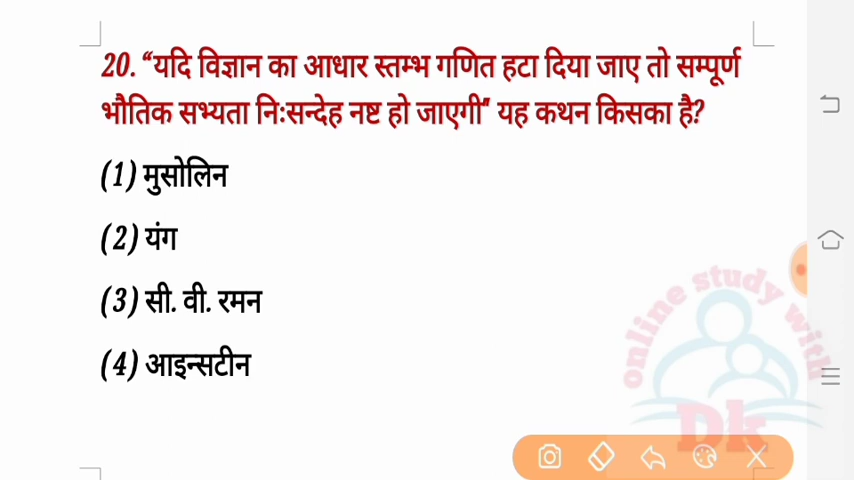 20. “यदि विज्ञान का आधार स्तम्भ गणित हटा दिया जाए तो सम्पूर्ण
भौतिक सभ्यता निःसन्देह नष्ट हो जाएगी" यह कथन किसका है?
(1) मुसोलिन
(2) यंग
(3) सी. वी. रमन
(4) आइन्सटीन
online study with
Dk